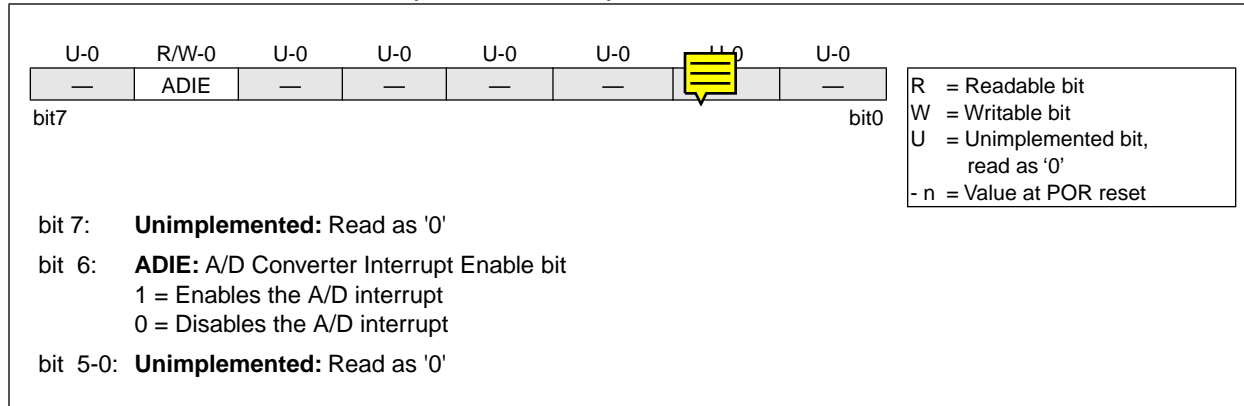 U-0 R/W-0 U-0 U-0 U-0 U-0 U-0 U-0
— ADIE — — — — —
bit7 bit0
R = Readable bit
W = Writable bit
U = Unimplemented bit,
read as ‘0’
- n = Value at POR reset
bit 7: Unimplemented: Read as '0'
bit 6: ADIE: A/D Converter Interrupt Enable bit
1 = Enables the A/D interrupt
0 = Disables the A/D interrupt
bit 5-0: Unimplemented: Read as '0'